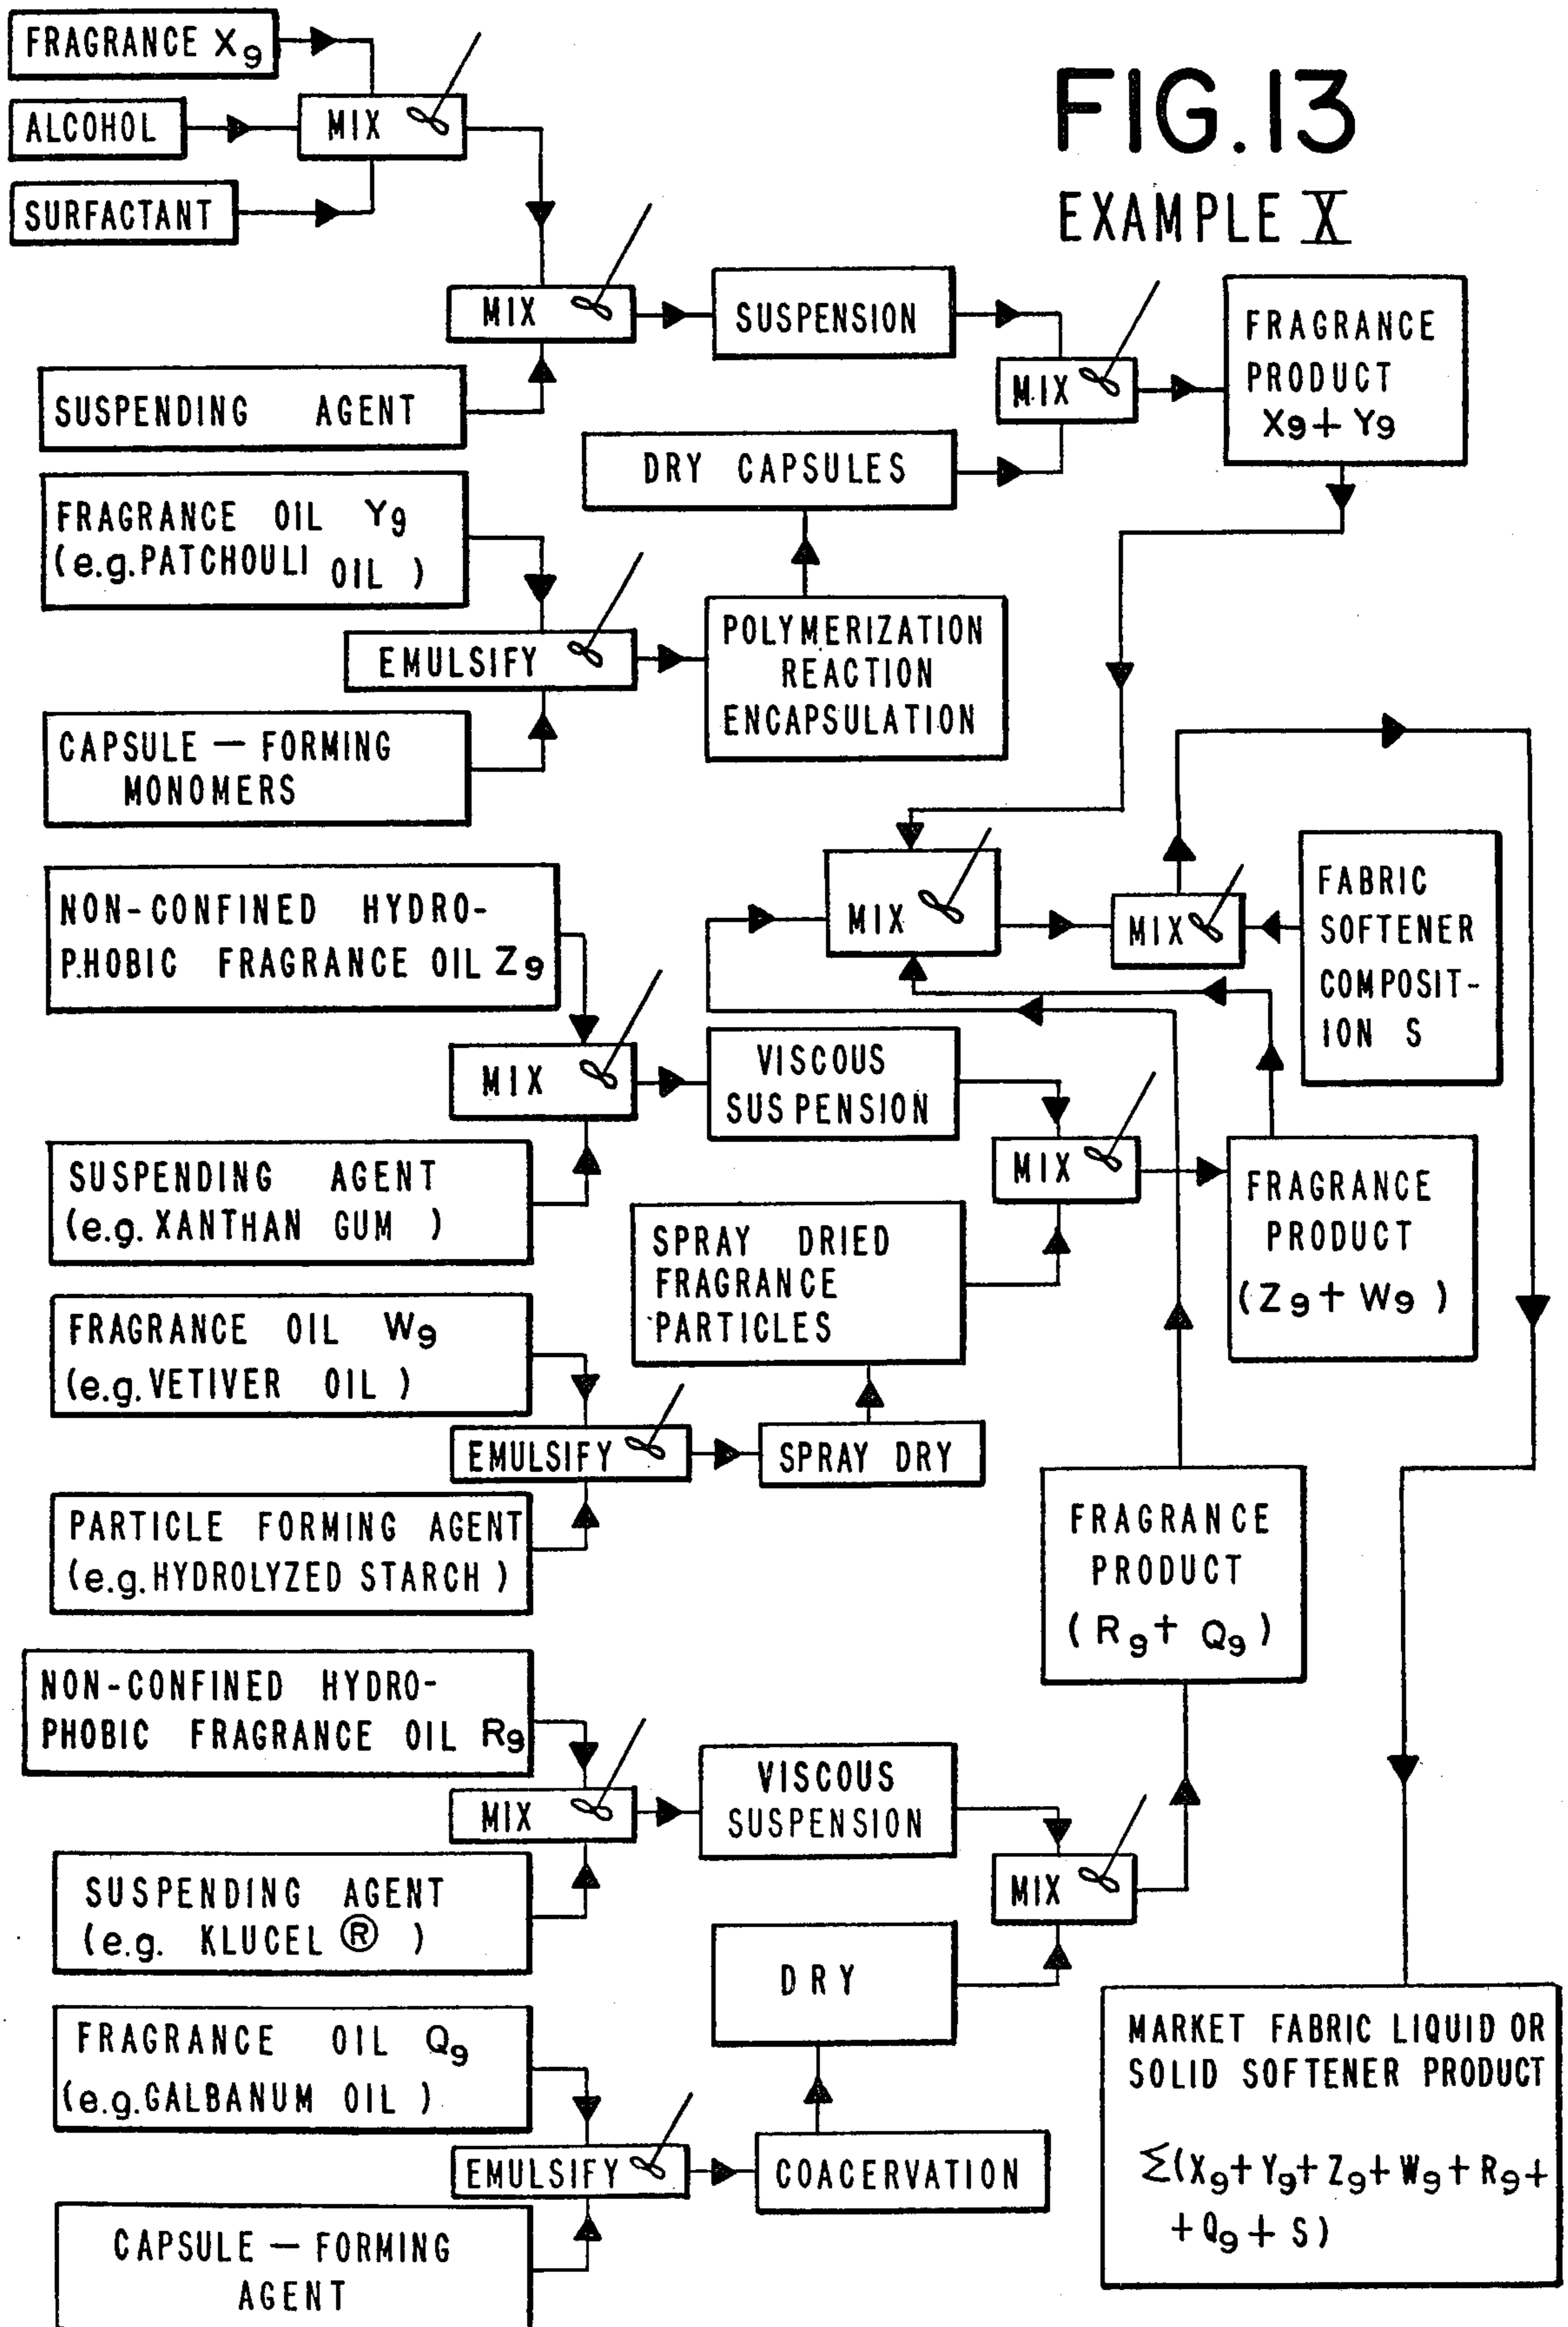 FIG.13
EXAMPLE X
FRAGRANCE X9
ALCOHOL
SURFACTANT
MIX
MIX
SUSPENDING AGENT
SUSPENSION
MIX
FRAGRANCE
PRODUCT
X9+ Y9
DRY CAPSULES
FRAGRANCE OIL Y9
(e.g.PATCHOULI OIL )
EMULSIFY
CAPSULE — FORMING
MONOMERS
POLYMERIZATION
REACTION
ENCAPSULATION
NON-CONFINED HYDRO-
PHOBIC FRAGRANCE OIL Z9
MIX
MIX
FABRIC
SOFTENER
COMPOSIT-
ION S
MIX
VISCOUS
SUSPENSION
SUSPENDING AGENT
(e.g. XANTHAN GUM )
MIX
FRAGRANCE
PRODUCT
(Z9+ W9 )
SPRAY DRIED
FRAGRANCE
PARTICLES
FRAGRANCE OIL W9
(e.g.VETIVER OIL )
EMULSIFY
SPRAY DRY
PARTICLE FORMING AGENT
(e.g.HYDROLYZED STARCH )
FRAGRANCE
PRODUCT
( R9+ Q9 )
NON-CONFINED HYDRO-
PHOBIC FRAGRANCE OIL R9
MIX
VISCOUS
SUSPENSION
SUSPENDING AGENT
(e.g. KLUCEL ® )
MIX
DRY
FRAGRANCE OIL Q9
(e.g.GALBANUM OIL )
EMULSIFY
COACERVATION
CAPSULE — FORMING
AGENT
MARKET FABRIC LIQUID OR
SOLID SOFTENER PRODUCT
Σ(X9+Y9+Z9+W9+R9+
+Q9+S)